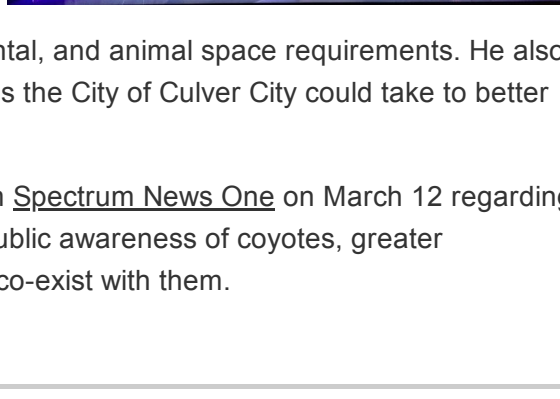 ntal, and animal space requirements. He also
s the City of Culver City could take to better
n Spectrum News One on March 12 regarding
ublic awareness of coyotes, greater
co-exist with them.